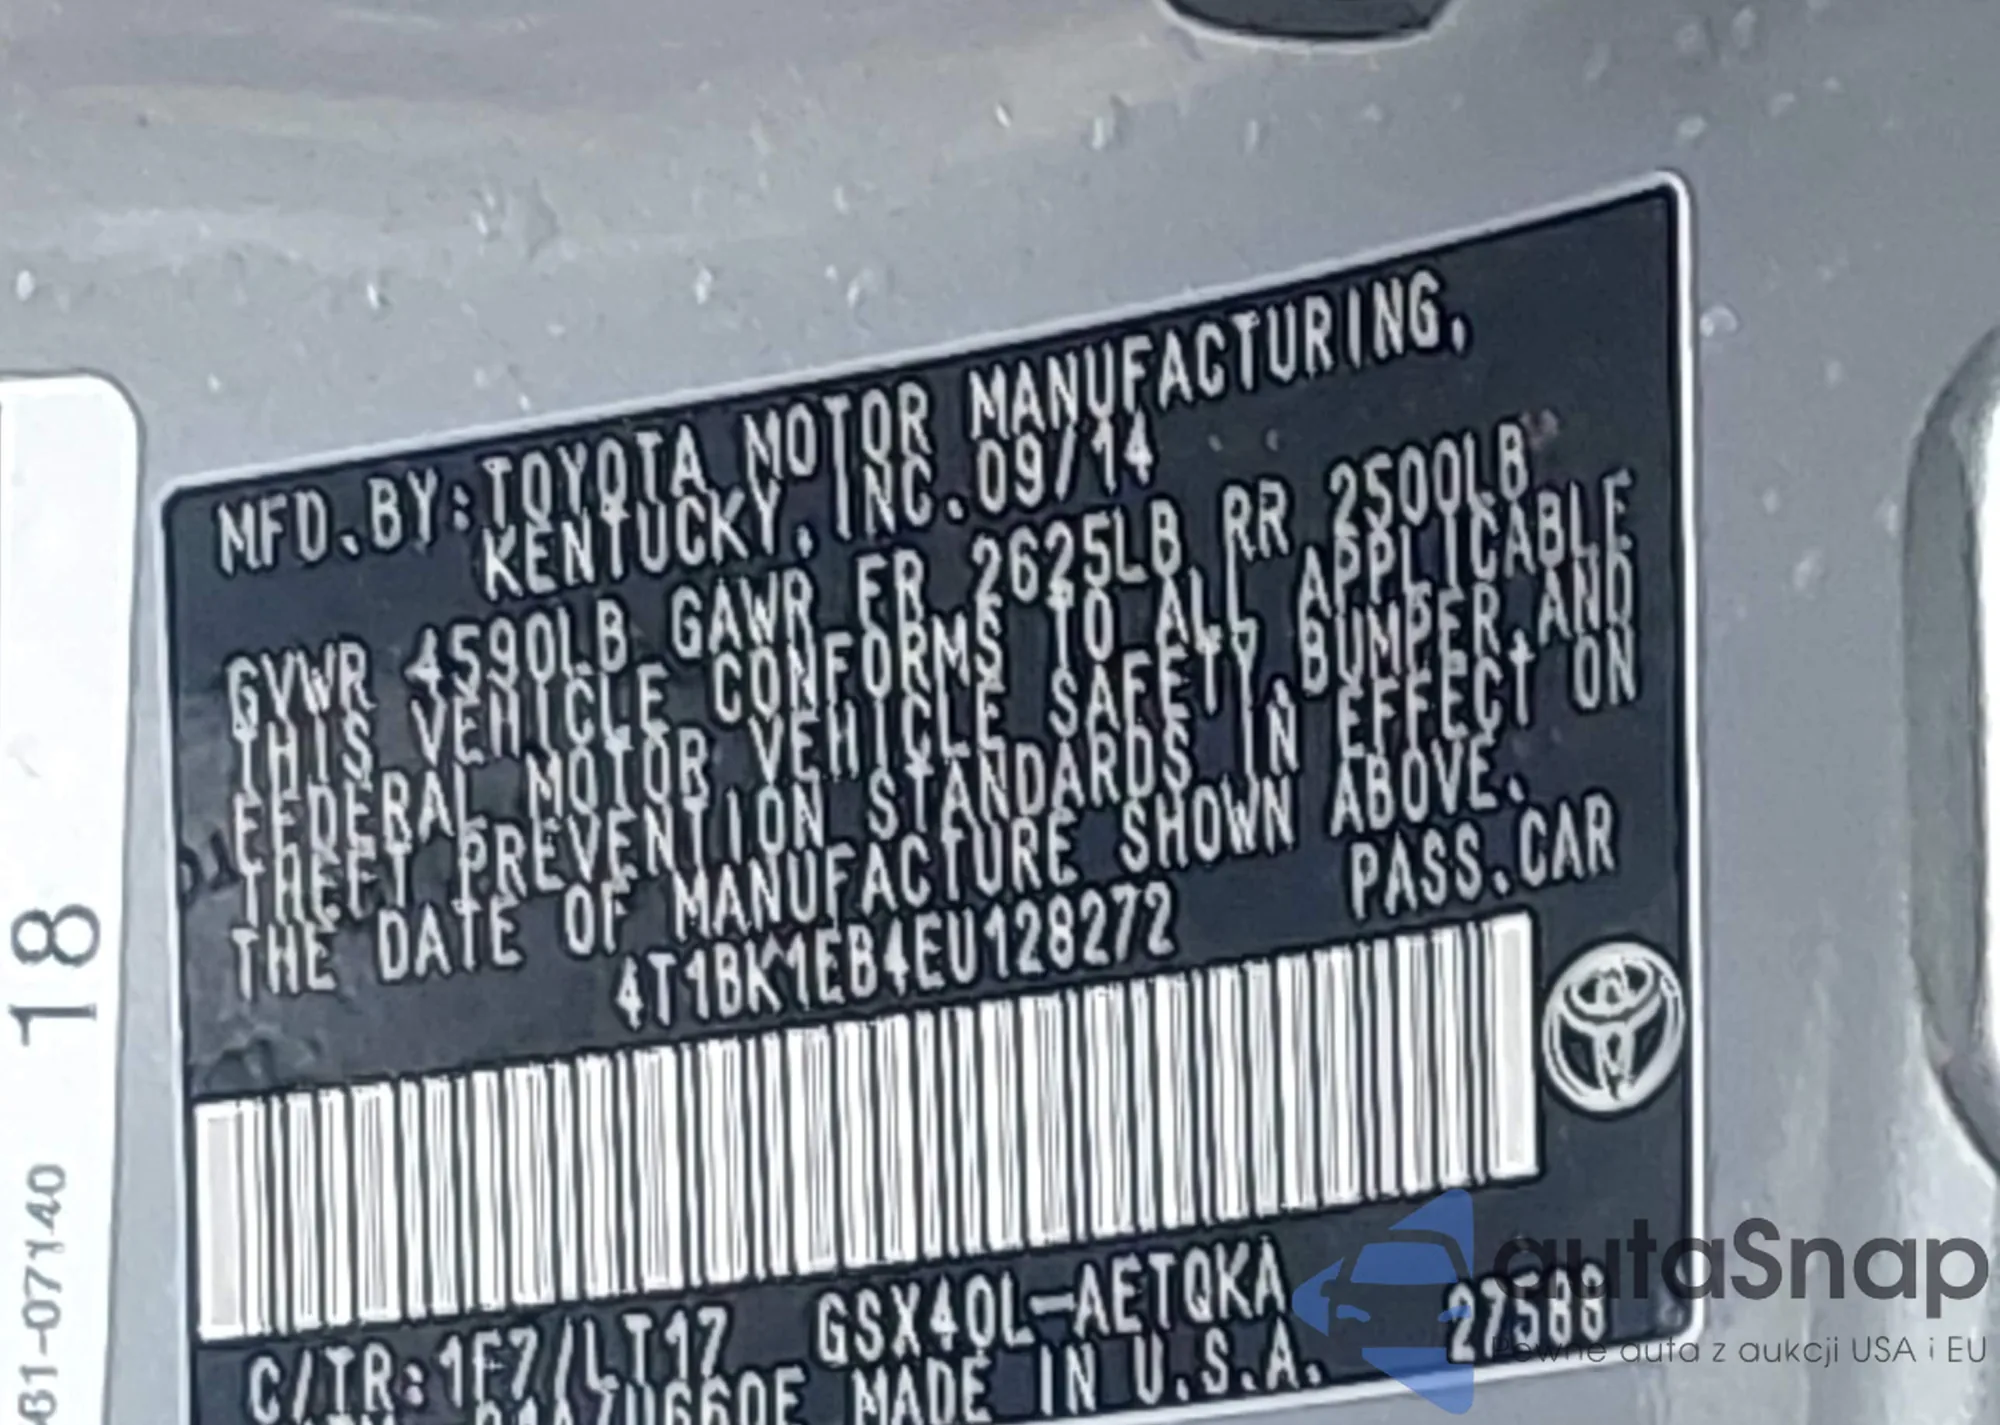 MFD.BY:TOYOTA MOTOR MANUFACTURING,
KENTUCKY, INC. 09/14
GVWR 4590LB GAWR FR 2625LB RR 2500LB
THIS VEHICLE CONFORMS TO ALL APPLICABLE
FEDERAL MOTOR VEHICLE SAFETY, BUMPER, AND
THEFT PREVENTION STANDARDS IN EFFECT ON
THE DATE OF MANUFACTURE SHOWN ABOVE.
4T1BK1EB4EU128272 PASS.CAR
C/TR:1F7/LT17 GSX40L-AETQKA
MADE IN U.S.A.
18
autaSnap
Pewne auta z aukcji USA i EU